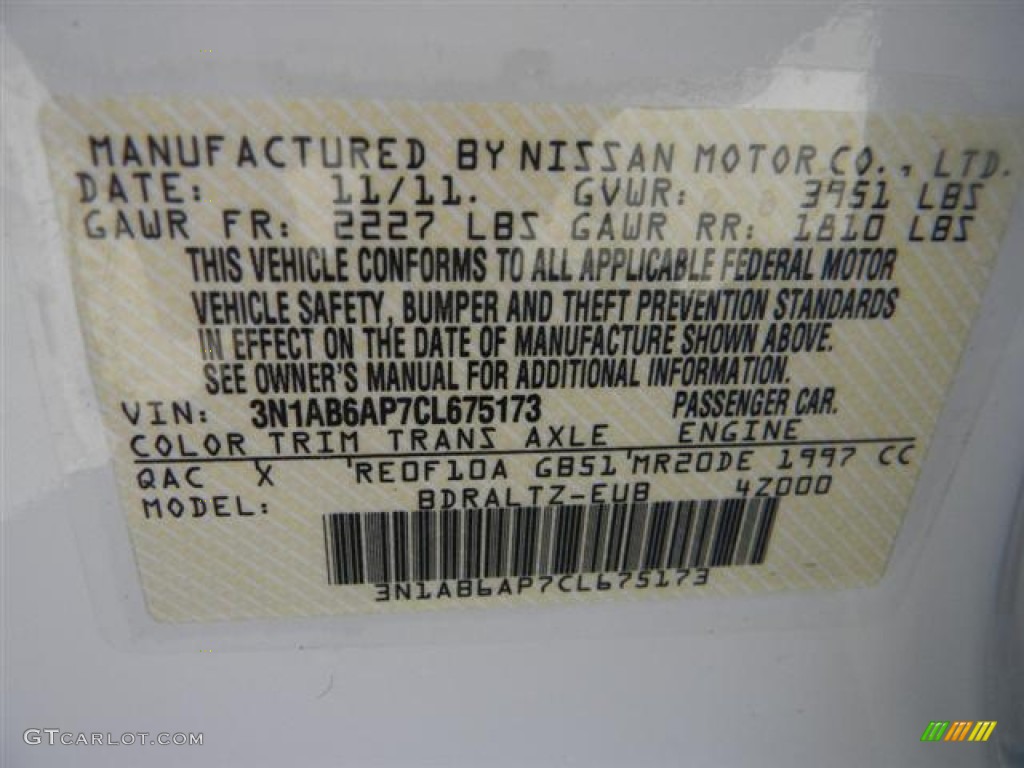 MANUFACTURED BY NISSAN MOTOR CO., LTD.
DATE: 11/11. GVWR: 3951 LBS
GAWR FR: 2227 LBS GAWR RR: 1810 LBS
THIS VEHICLE CONFORMS TO ALL APPLICABLE FEDERAL MOTOR
VEHICLE SAFETY, BUMPER AND THEFT PREVENTION STANDARDS
IN EFFECT ON THE DATE OF MANUFACTURE SHOWN ABOVE.
SEE OWNER'S MANUAL FOR ADDITIONAL INFORMATION.
VIN: 3N1AB6AP7CL675173 PASSENGER CAR.
COLOR TRIM TRANS AXLE ENGINE
QAC X 'RE0F10A GB51'MR20DE 1997 CC
MODEL: BDRALTZ-EUB 4Z000
3N1AB6AP7CL675173
GTCARLOT.COM